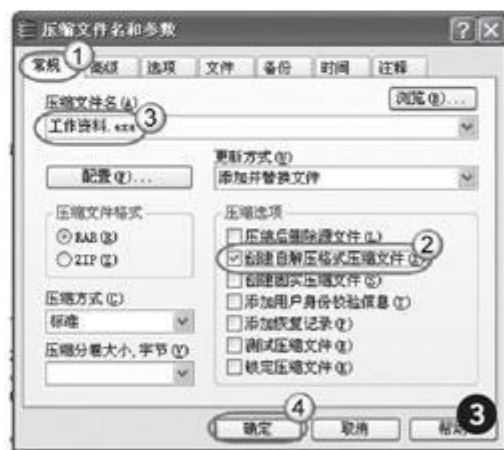 压缩文件名和参数
常规 高级 选项 文件 备份 时间 注释
1
压缩文件名(A)
浏览(B)...
工作资料.exe
3
配置(F)...
更新方式(U)
添加并替换文件
压缩文件格式
RAR(R)
ZIP(Z)
压缩选项
压缩后删除源文件(L)
2
创建自解压格式压缩文件
创建固实压缩文件(S)
添加用户身份校验信息(T)
添加恢复记录(P)
测试压缩文件(E)
锁定压缩文件(K)
压缩方式(C)
标准
压缩分卷大小,字节(V)
4
确定 取消
3